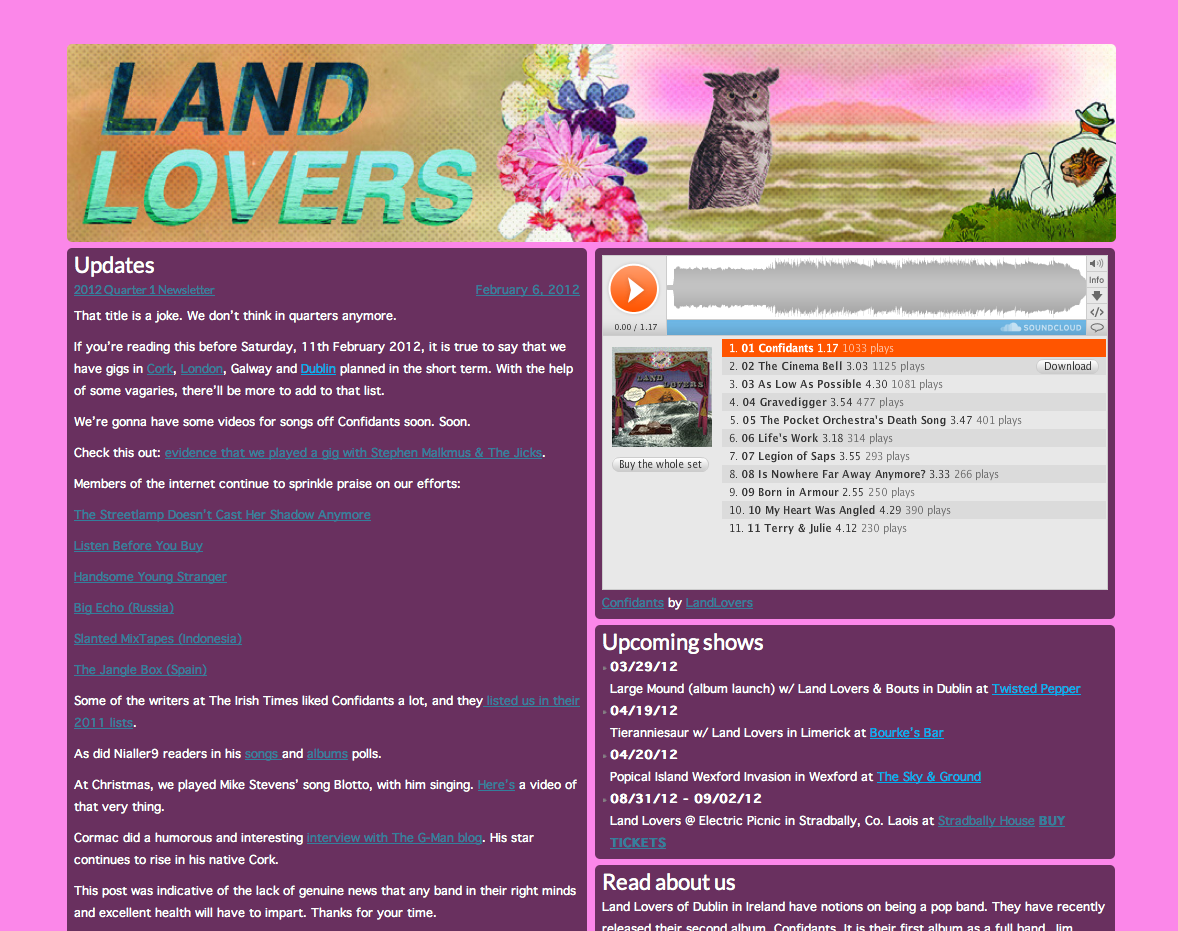 LAND
LOVERS
Updates
2012 Quarter 1 Newsletter February 6, 2012
That title is a joke. We don’t think in quarters anymore.
If you’re reading this before Saturday, 11th February 2012, it is true to say that we
have gigs in Cork, London, Galway and Dublin planned in the short term. With the help
of some vagaries, there’ll be more to add to that list.
We’re gonna have some videos for songs off Confidants soon. Soon.
Check this out: evidence that we played a gig with Stephen Malkmus & The Jicks.
Members of the internet continue to sprinkle praise on our efforts:
The Streetlamp Doesn’t Cast Her Shadow Anymore
Listen Before You Buy
Handsome Young Stranger
Big Echo (Russia)
Slanted MixTapes (Indonesia)
The Jangle Box (Spain)
Some of the writers at The Irish Times liked Confidants a lot, and they listed us in their
2011 lists.
As did Nialler9 readers in his songs and albums polls.
At Christmas, we played Mike Stevens’ song Blotto, with him singing. Here’s a video of
that very thing.
Cormac did a humorous and interesting interview with The G-Man blog. His star
continues to rise in his native Cork.
This post was indicative of the lack of genuine news that any band in their right minds
and excellent health will have to impart. Thanks for your time.
Info
0.00 / 1.17
SOUNDCLOUD
LAND LOVERS
Buy the whole set
1. 01 Confidants 1.17 1033 plays
2. 02 The Cinema Bell 3.03 1125 plays Download
3. 03 As Low As Possible 4.30 1081 plays
4. 04 Gravedigger 3.54 477 plays
5. 05 The Pocket Orchestra's Death Song 3.47 401 plays
6. 06 Life's Work 3.18 314 plays
7. 07 Legion of Saps 3.55 293 plays
8. 08 Is Nowhere Far Away Anymore? 3.33 266 plays
9. 09 Born in Armour 2.55 250 plays
10. 10 My Heart Was Angled 4.29 390 plays
11. 11 Terry & Julie 4.12 230 plays
Confidants by LandLovers
Upcoming shows
03/29/12
Large Mound (album launch) w/ Land Lovers & Bouts in Dublin at Twisted Pepper
04/19/12
Tieranniesaur w/ Land Lovers in Limerick at Bourke’s Bar
04/20/12
Popical Island Wexford Invasion in Wexford at The Sky & Ground
08/31/12 - 09/02/12
Land Lovers @ Electric Picnic in Stradbally, Co. Laois at Stradbally House BUY
TICKETS
Read about us
Land Lovers of Dublin in Ireland have notions on being a pop band. They have recently
released their second album, Confidants. It is their first album as a full band. Jim